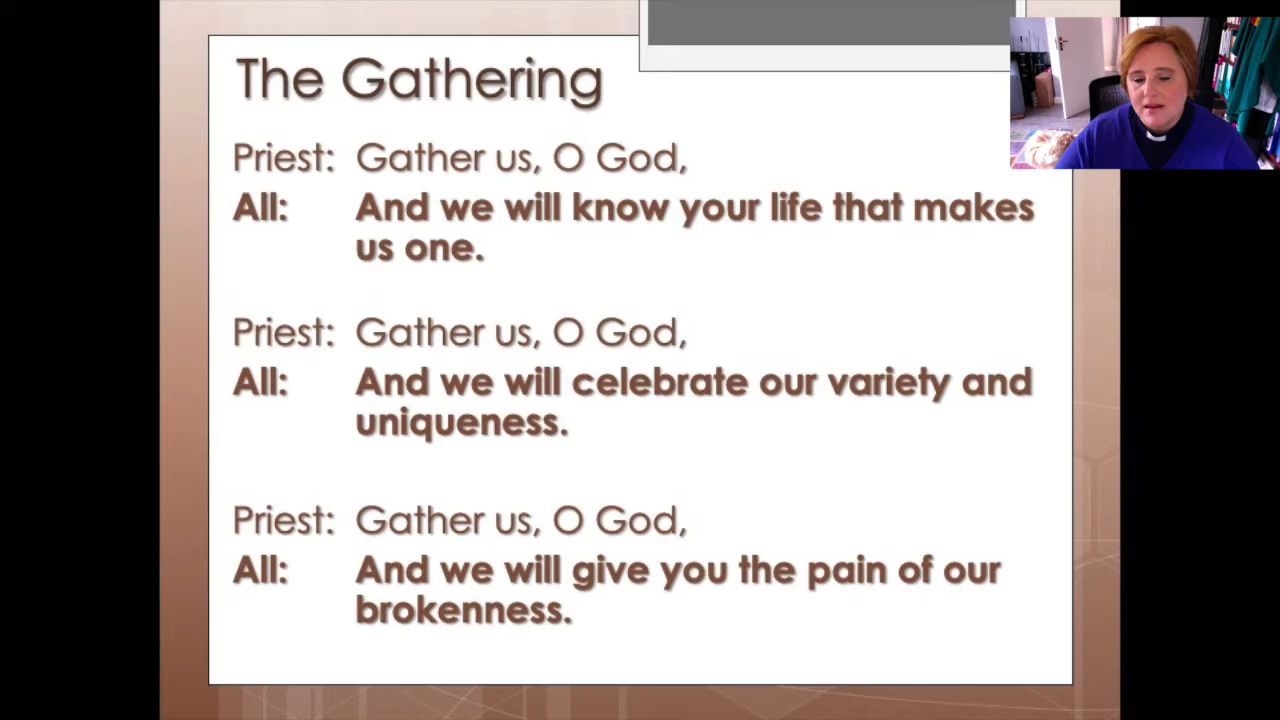 The Gathering
Priest: Gather us, O God,
All: And we will know your life that makes
us one.
Priest: Gather us, O God,
All: And we will celebrate our variety and
uniqueness.
Priest: Gather us, O God,
All: And we will give you the pain of our
brokenness.